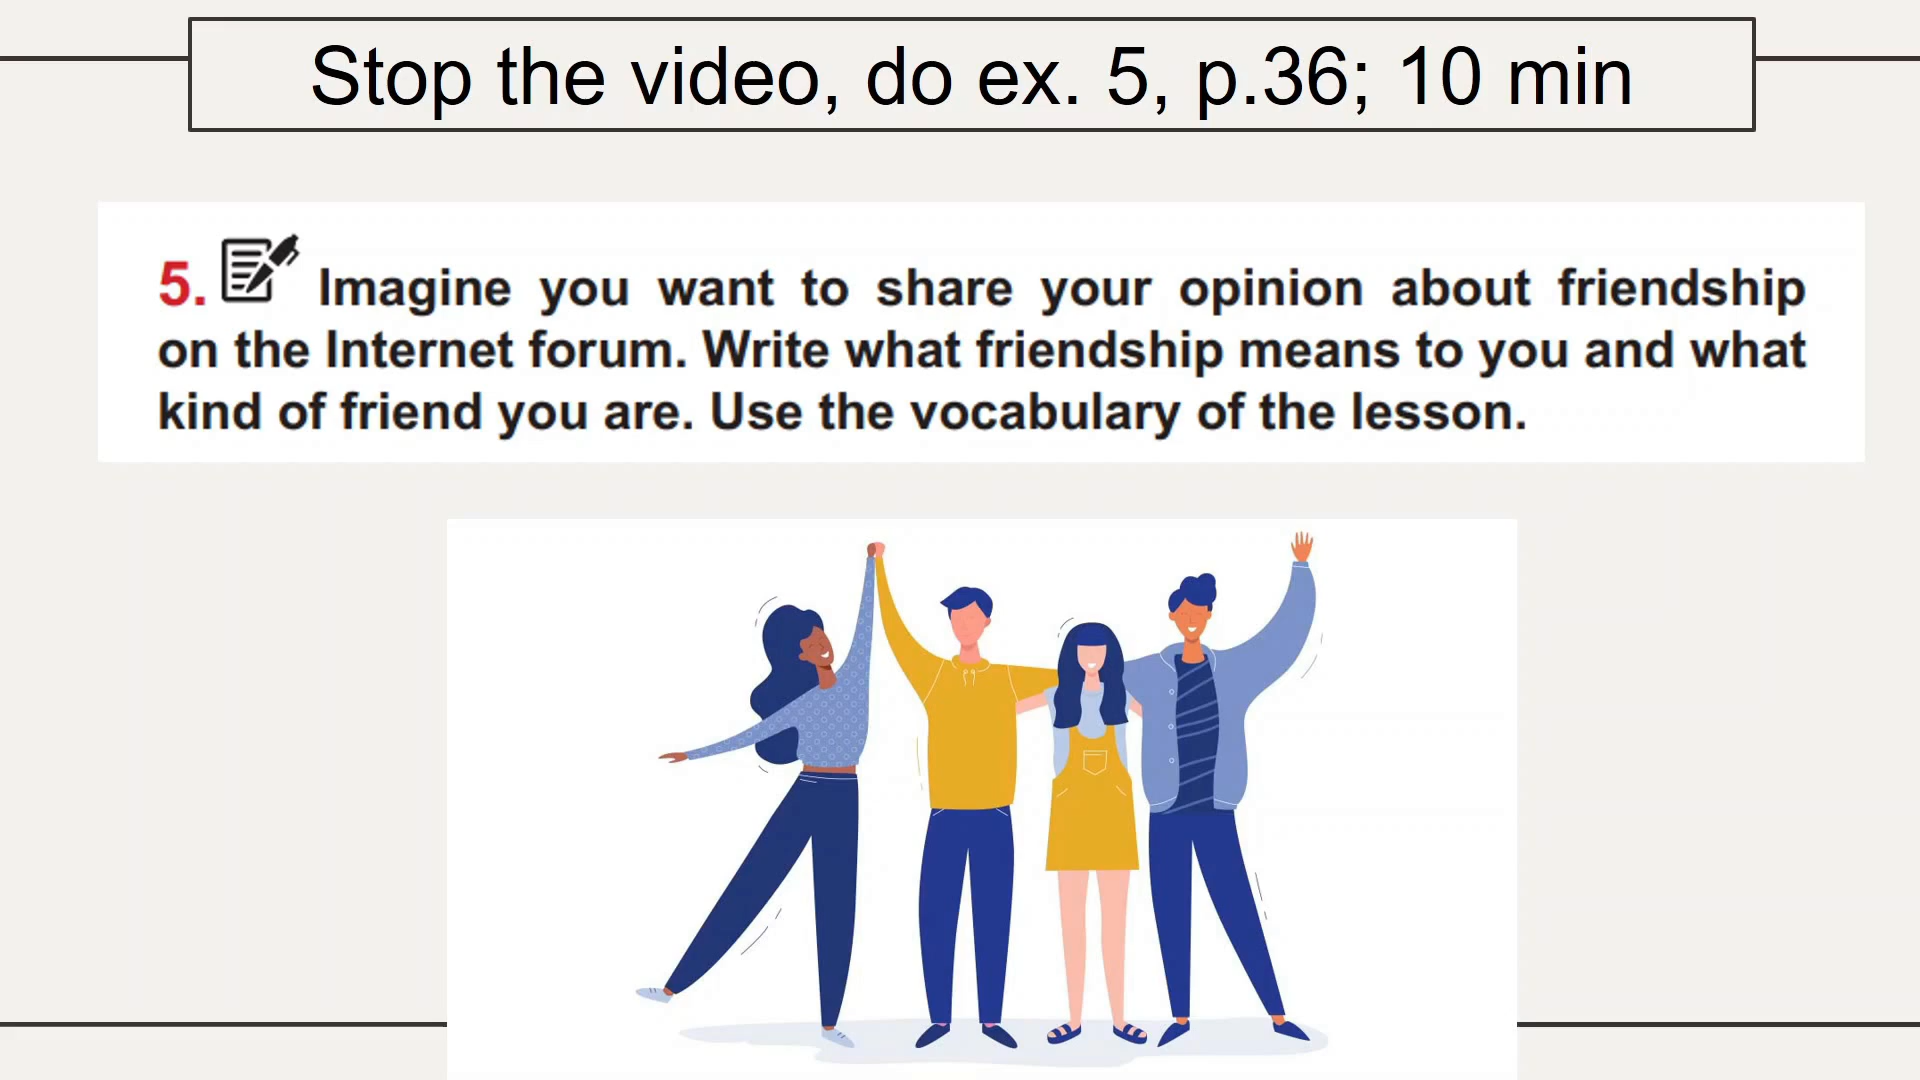 Stop the video, do ex. 5, p.36; 10 min
5. Imagine you want to share your opinion about friendship
on the Internet forum. Write what friendship means to you and what
kind of friend you are. Use the vocabulary of the lesson.